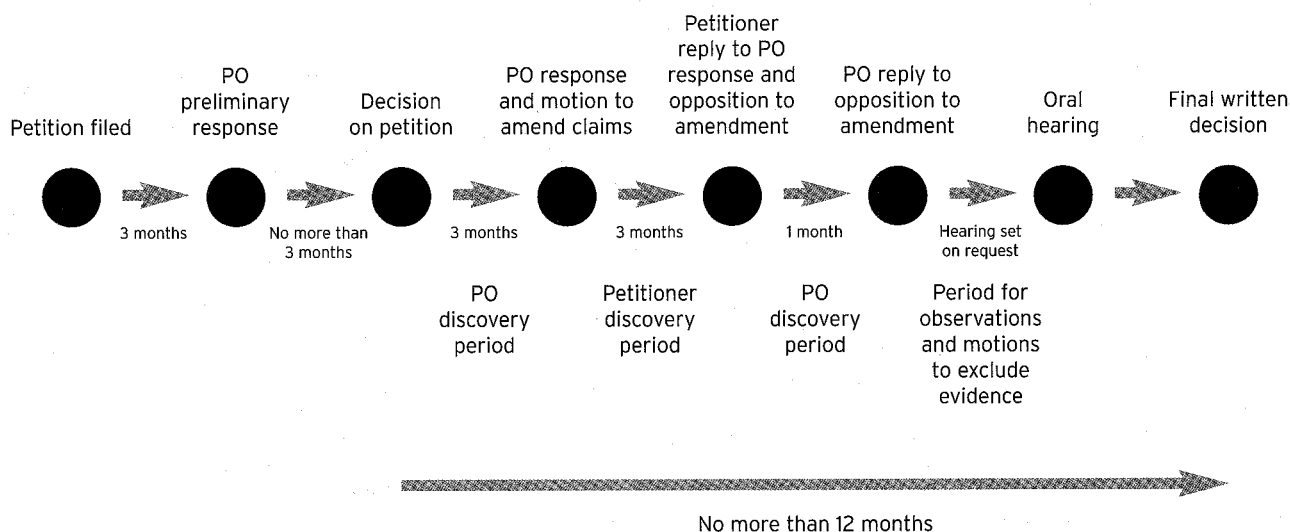 Petition filed
PO
preliminary
response
Decision
on petition
PO response
and motion to
amend claims
Petitioner
reply to PO
response and
opposition to
amendment
PO reply to
opposition to
amendment
Oral
hearing
Final written
decision
3 months
No more than
3 months
3 months
3 months
1 month
Hearing set
on request
PO
discovery
period
Petitioner
discovery
period
PO
discovery
period
Period for
observations
and motions
to exclude
evidence
No more than 12 months